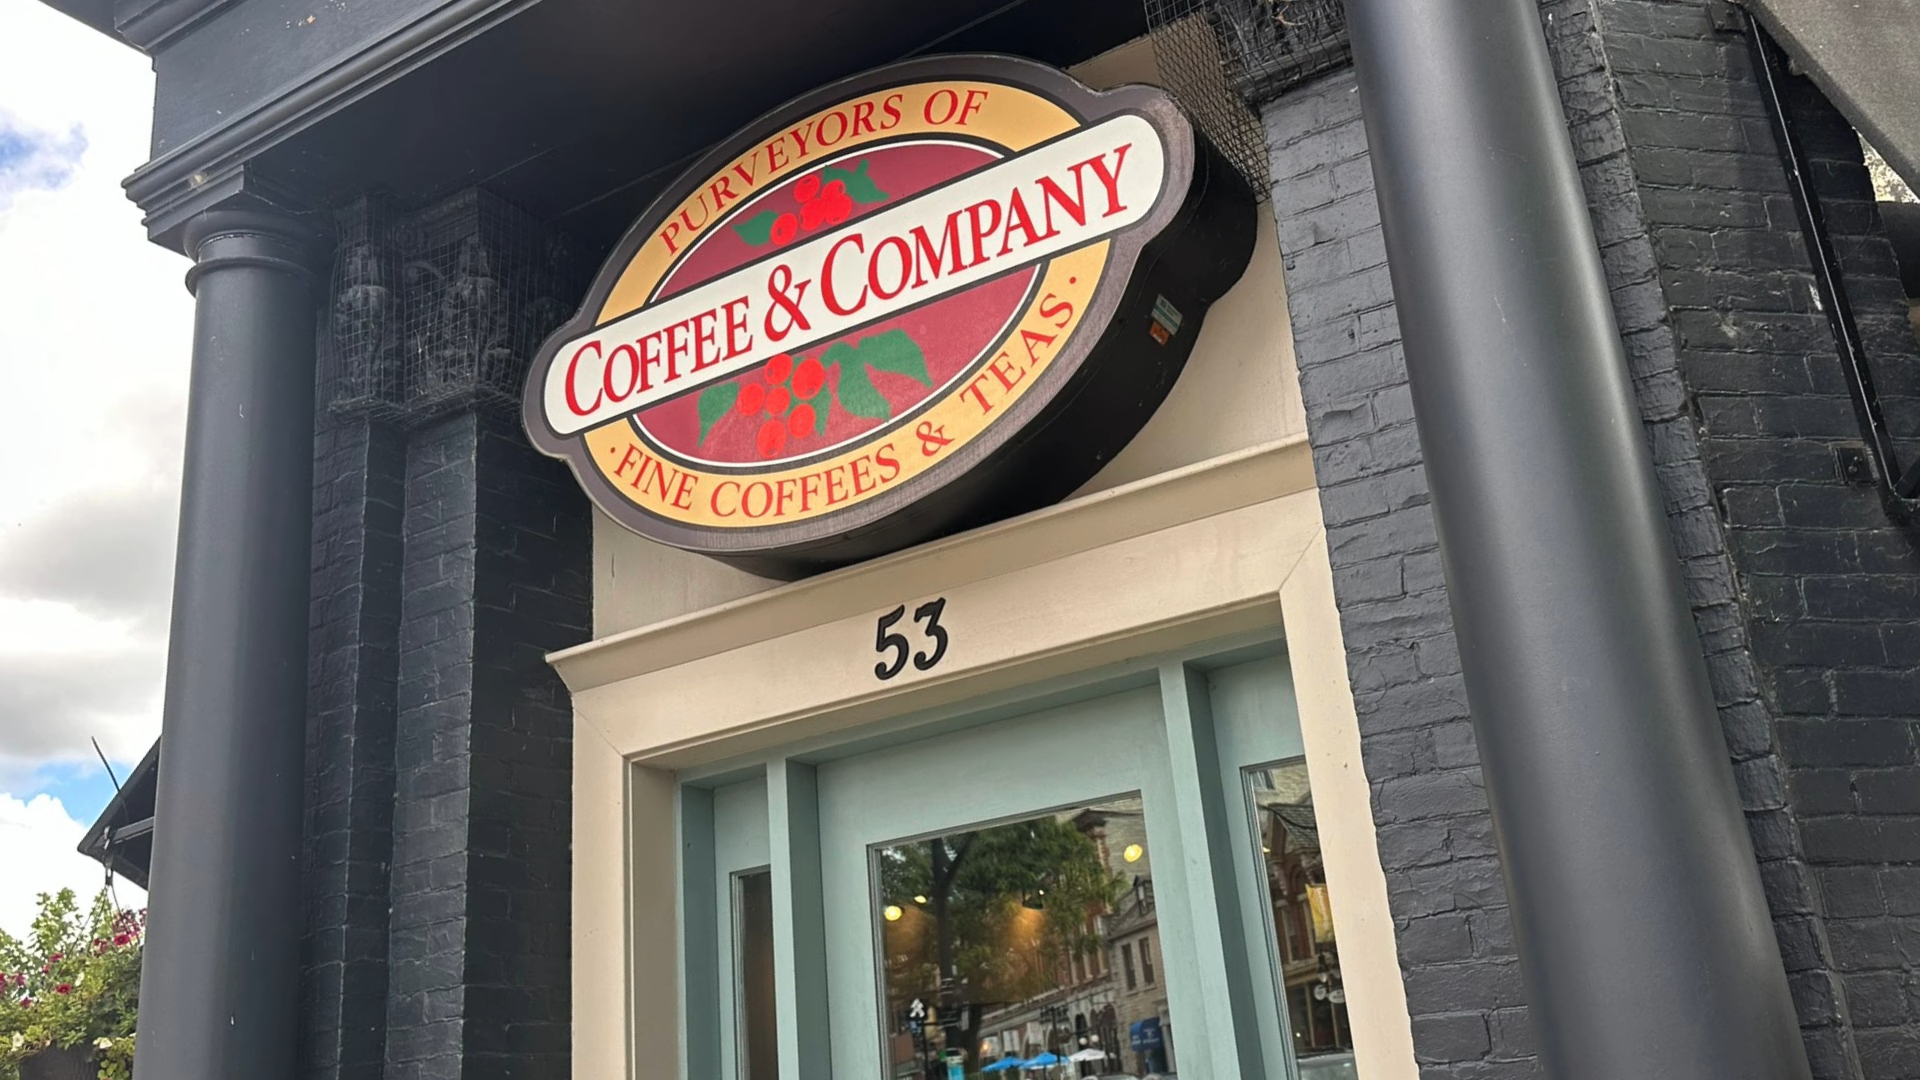 PURVEYORS OF
COFFEE & COMPANY
· FINE COFFEES & TEAS ·
53